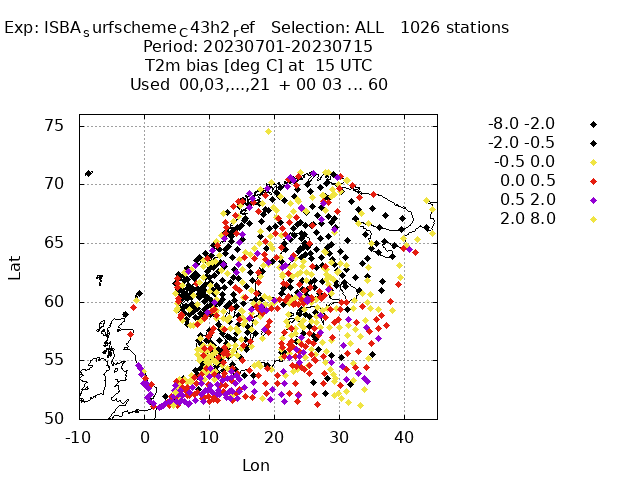 Exp: ISBA_surfscheme_C43h2_ref   Selection: ALL   1026 stations
Period: 20230701-20230715
T2m bias [deg C] at  15 UTC
Used  00,03,...,21  + 00 03 ... 60
-8.0 -2.0
-2.0 -0.5
-0.5 0.0
0.0 0.5
0.5 2.0
2.0 8.0
75
70
65
60
55
50
Lat
-10 0 10 20 30 40
Lon